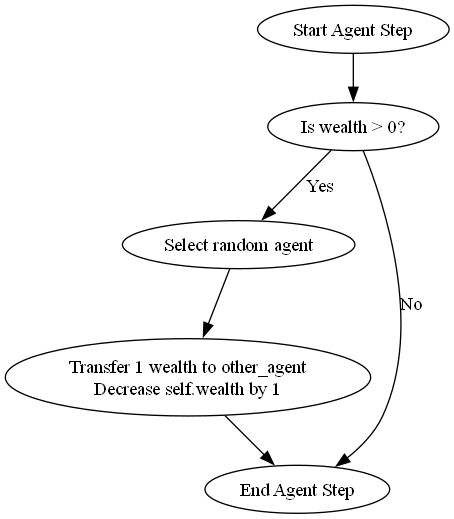 Start Agent Step
Is wealth > 0?
Yes
Select random agent
No
Transfer 1 wealth to other_agent
Decrease self.wealth by 1
End Agent Step